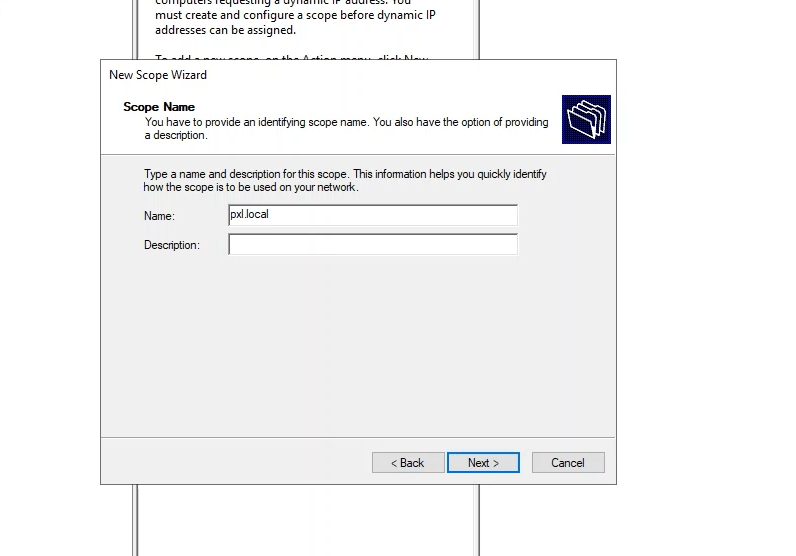 computers requesting a dynamic IP address. You
must create and configure a scope before dynamic IP
addresses can be assigned.
To add a new scope, on the Action menu, click New
New Scope Wizard
Scope Name
You have to provide an identifying scope name. You also have the option of providing
a description.
Type a name and description for this scope. This information helps you quickly identify
how the scope is to be used on your network.
Name:
pxl.local
Description:
< Back
Next >
Cancel